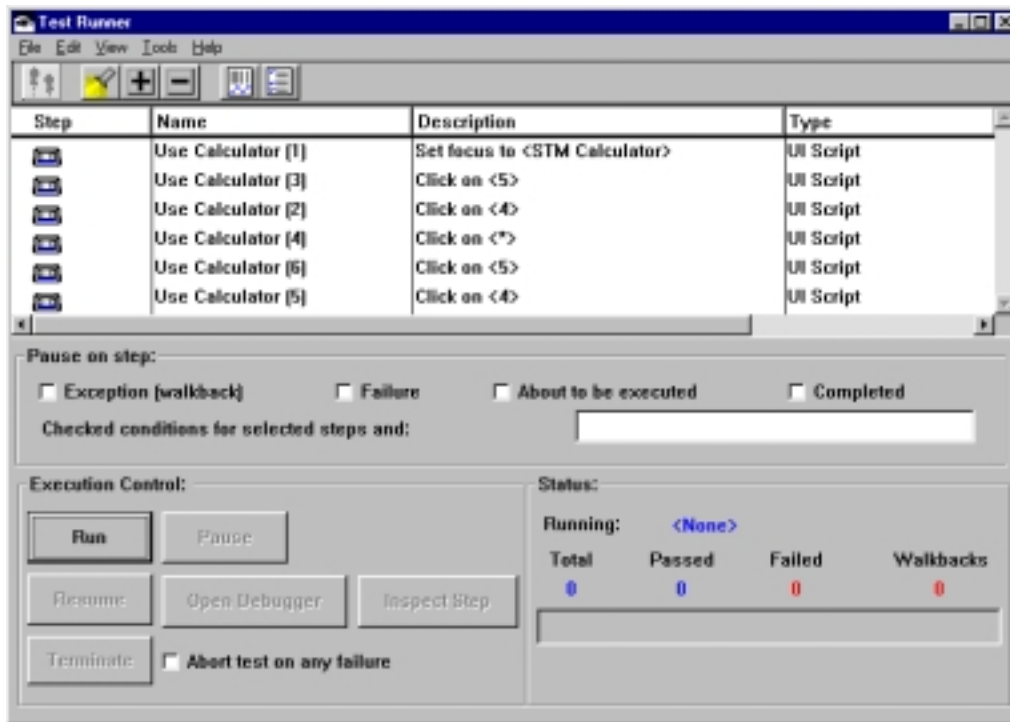 Test Runner
File Edit View Tools Help
Step Name Description Type
Use Calculator (1) Set focus to <STM Calculator> UI Script
Use Calculator (3) Click on <5> UI Script
Use Calculator (2) Click on <4> UI Script
Use Calculator (4) Click on <*> UI Script
Use Calculator (6) Click on <5> UI Script
Use Calculator (5) Click on <4> UI Script
Pause on step:
Exception (walkback) Failure About to be executed Completed
Checked conditions for selected steps and:
Execution Control: Status:
Run Pause Running: <None>
Total Passed Failed Walkbacks
0 0 0 0
Resume Open Debugger Inspect Step
Terminate Abort test on any failure